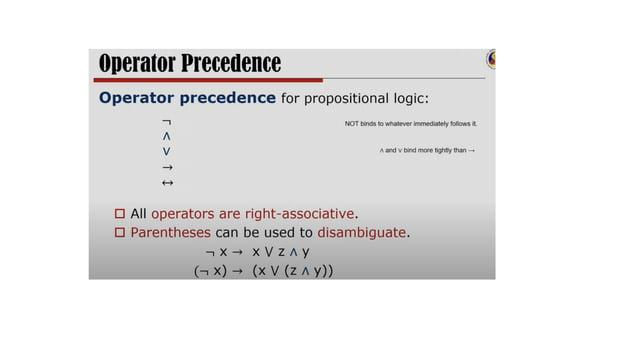 Operator Precedence
Operator precedence for propositional logic:
¬ NOT binds to whatever immediately follows it.
∧
∨ ∧ and ∨ bind more tightly than →
→
↔
□ All operators are right-associative.
□ Parentheses can be used to disambiguate.
¬ x → x ∨ z ∧ y
(¬ x) → (x ∨ (z ∧ y))